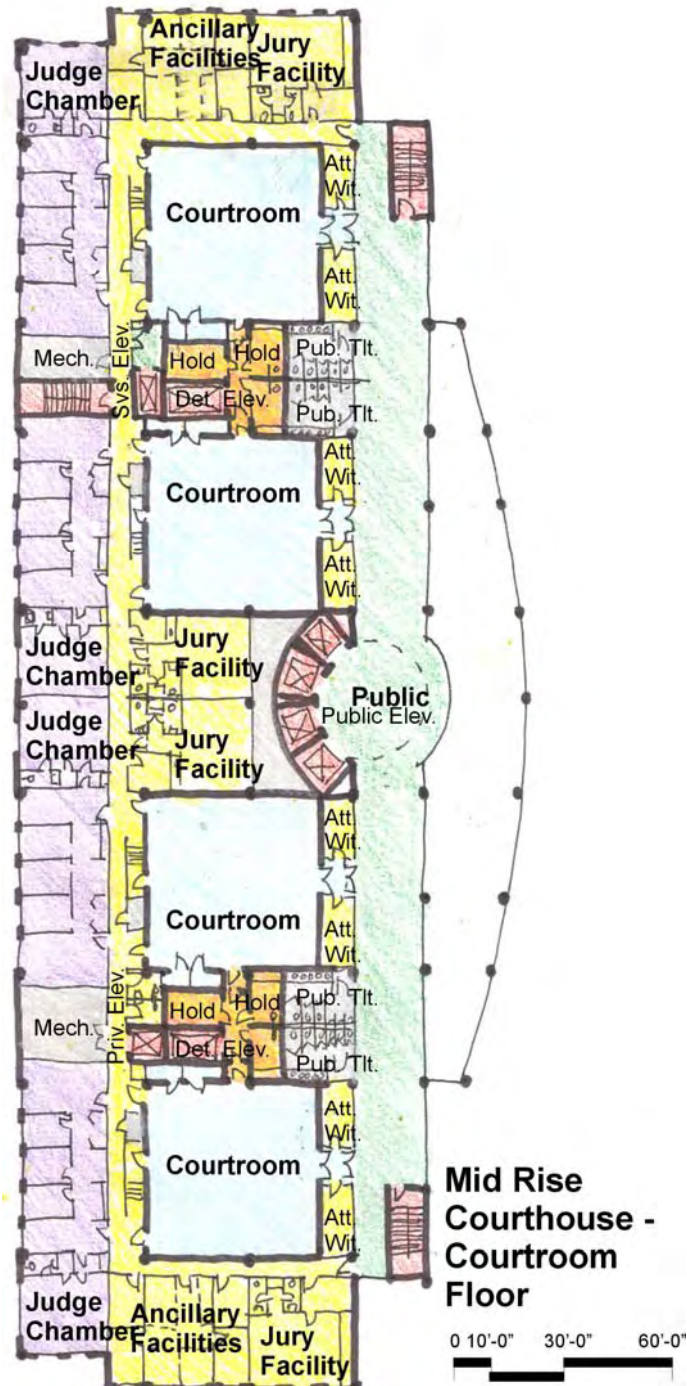 Ancillary
Facilities
Jury
Facility
Judge
Chamber
Att.
Wit.
Courtroom
Att.
Wit.
Svs. Elev.
Mech.
Hold
Hold
Pub. Tlt.
Det. Elev.
Pub. Tlt.
Att.
Wit.
Courtroom
Att.
Wit.
Judge
Chamber
Jury
Facility
Public
Public Elev.
Judge
Chamber
Jury
Facility
Att.
Wit.
Courtroom
Att.
Wit.
Priv. Elev.
Mech.
Hold
Hold
Pub. Tlt.
Det. Elev.
Pub. Tlt.
Att.
Wit.
Courtroom
Att.
Wit.
Judge
Chamber
Ancillary
Facilities
Jury
Facility
Mid Rise
Courthouse -
Courtroom
Floor
0 10'-0" 30'-0" 60'-0"